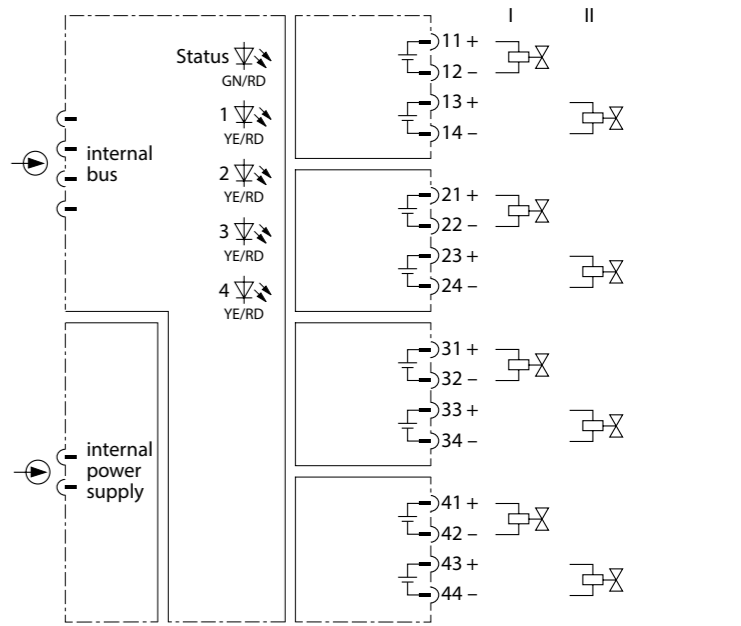 I II
Status
GN/RD
1
YE/RD
2
YE/RD
3
YE/RD
4
YE/RD
internal
bus
internal
power
supply
11 +
12 –
13 +
14 –
21 +
22 –
23 +
24 –
31 +
32 –
33 +
34 –
41 +
42 –
43 +
44 –